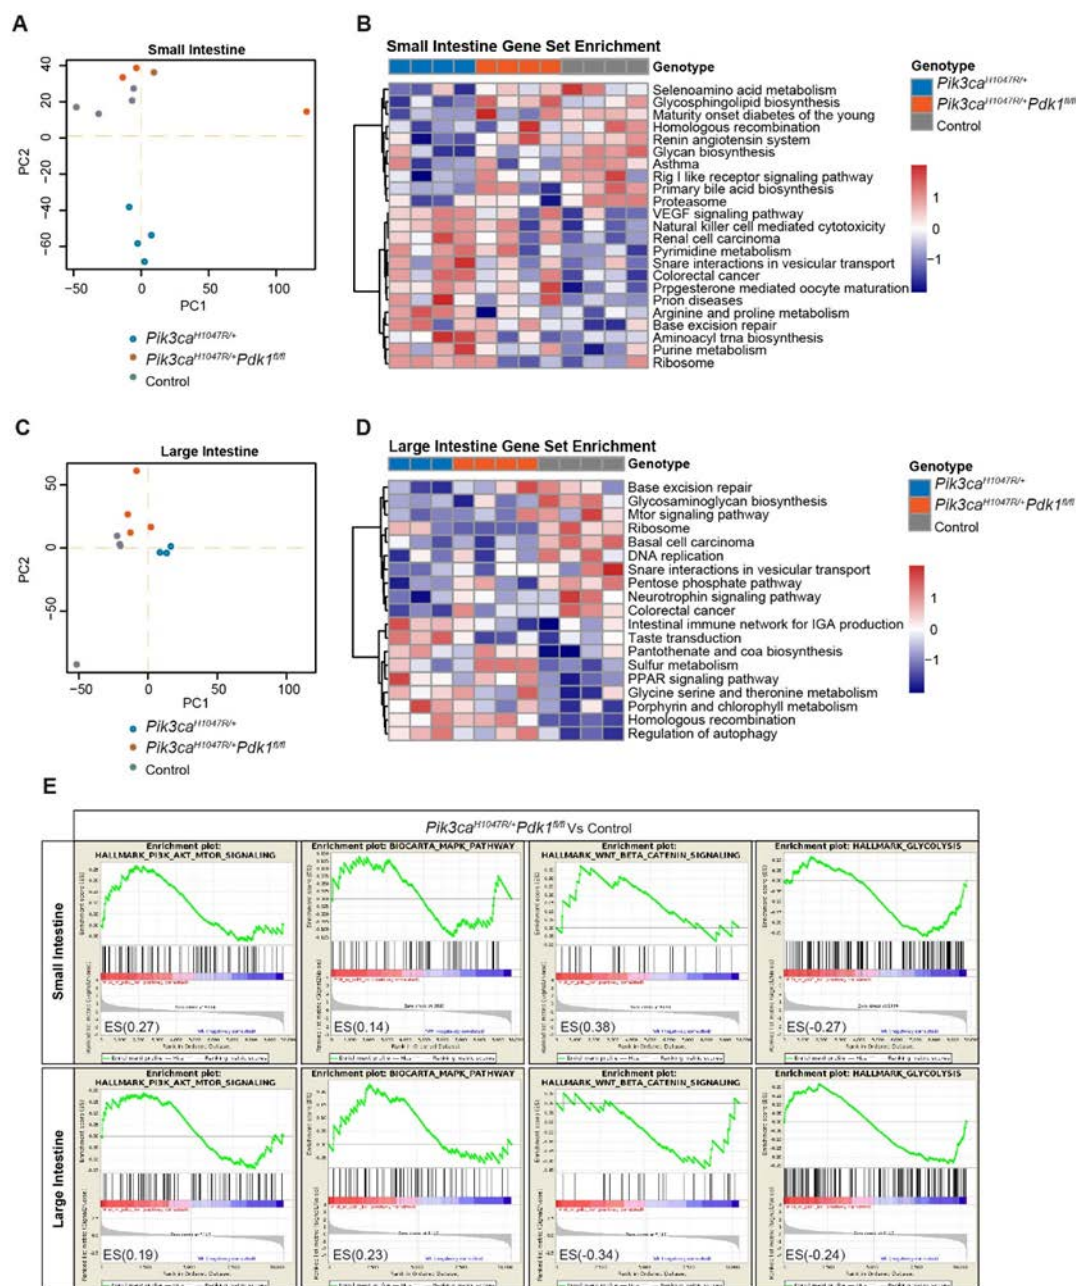 A
Small Intestine
40
20
0
−20
−40
−60
PC2
−50
0
50
100
PC1
Pik3ca^H1047R/+
Pik3ca^H1047R/+Pdk1^fl/fl
Control
B
Small Intestine Gene Set Enrichment
Genotype
Selenoamino acid metabolism
Glycosphingolipid biosynthesis
Maturity onset diabetes of the young
Homologous recombination
Renin angiotensin system
Glycan biosynthesis
Asthma
Rig I like receptor signaling pathway
Primary bile acid biosynthesis
Proteasome
VEGF signaling pathway
Natural killer cell mediated cytotoxicity
Renal cell carcinoma
Pyrimidine metabolism
Snare interactions in vesicular transport
Colorectal cancer
Prpgesterone mediated oocyte maturation
Prion diseases
Arginine and proline metabolism
Base excision repair
Aminoacyl trna biosynthesis
Purine metabolism
Ribosome
Genotype
Pik3ca^H1047R/+
Pik3ca^H1047R/+Pdk1^fl/fl
Control
1
0
−1
C
Large Intestine
50
0
−50
PC2
−50
0
50
100
PC1
Pik3ca^H1047R/+
Pik3ca^H1047R/+Pdk1^fl/fl
Control
D
Large Intestine Gene Set Enrichment
Genotype
Base excision repair
Glycosaminoglycan biosynthesis
Mtor signaling pathway
Ribosome
Basal cell carcinoma
DNA replication
Snare interactions in vesicular transport
Pentose phosphate pathway
Neurotrophin signaling pathway
Colorectal cancer
Intestinal immune network for IGA production
Taste transduction
Pantothenate and coa biosynthesis
Sulfur metabolism
PPAR signaling pathway
Glycine serine and theronine metabolism
Porphyrin and chlorophyll metabolism
Homologous recombination
Regulation of autophagy
Genotype
Pik3ca^H1047R/+
Pik3ca^H1047R/+Pdk1^fl/fl
Control
1
0
−1
E
Pik3ca^H1047R/+Pdk1^fl/fl Vs Control
Small Intestine
Enrichment plot:
HALLMARK_PI3K_AKT_MTOR_SIGNALING
ES(0.27)
Enrichment plot: BIOCARTA_MAPK_PATHWAY
ES(0.14)
Enrichment plot:
HALLMARK_WNT_BETA_CATENIN_SIGNALING
ES(0.38)
Enrichment plot: HALLMARK_GLYCOLYSIS
ES(-0.27)
Large Intestine
Enrichment plot:
HALLMARK_PI3K_AKT_MTOR_SIGNALING
ES(0.19)
Enrichment plot: BIOCARTA_MAPK_PATHWAY
ES(0.23)
Enrichment plot:
HALLMARK_WNT_BETA_CATENIN_SIGNALING
ES(-0.34)
Enrichment plot: HALLMARK_GLYCOLYSIS
ES(-0.24)